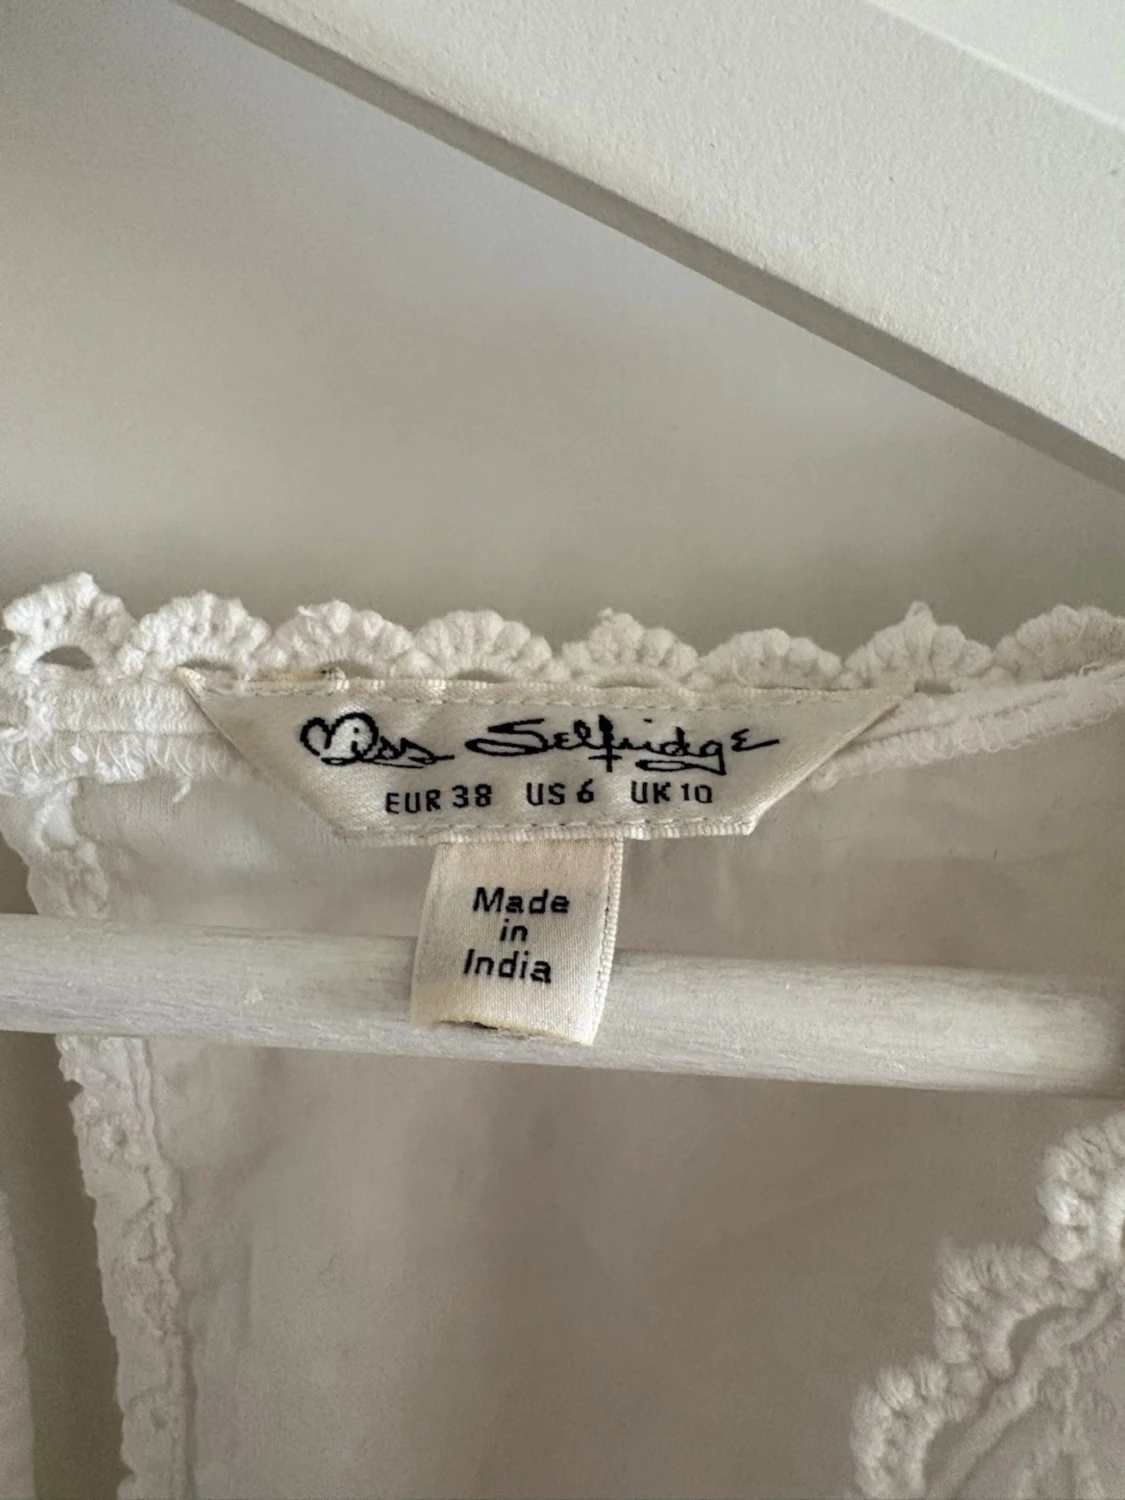 Miss Selfridge
EUR 38 US 6 UK 10
Made
in
India